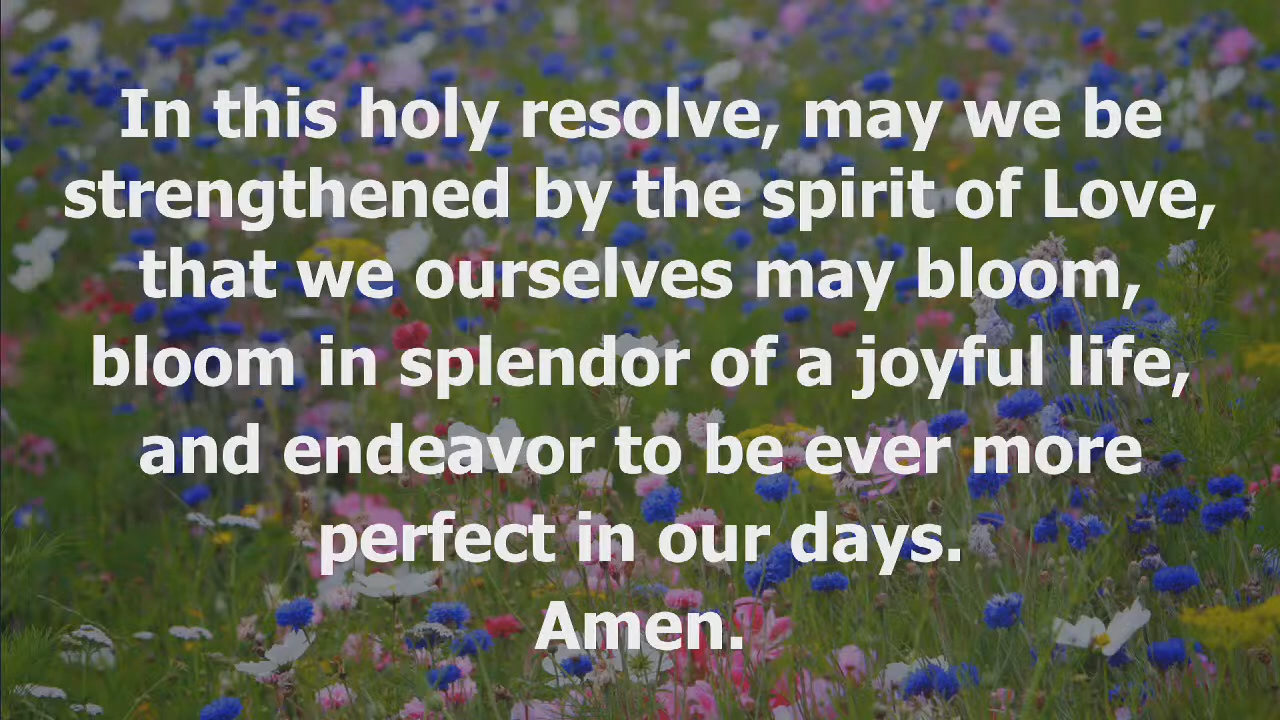 In this holy resolve, may we be
strengthened by the spirit of Love,
that we ourselves may bloom,
bloom in splendor of a joyful life,
and endeavor to be ever more
perfect in our days.
Amen.